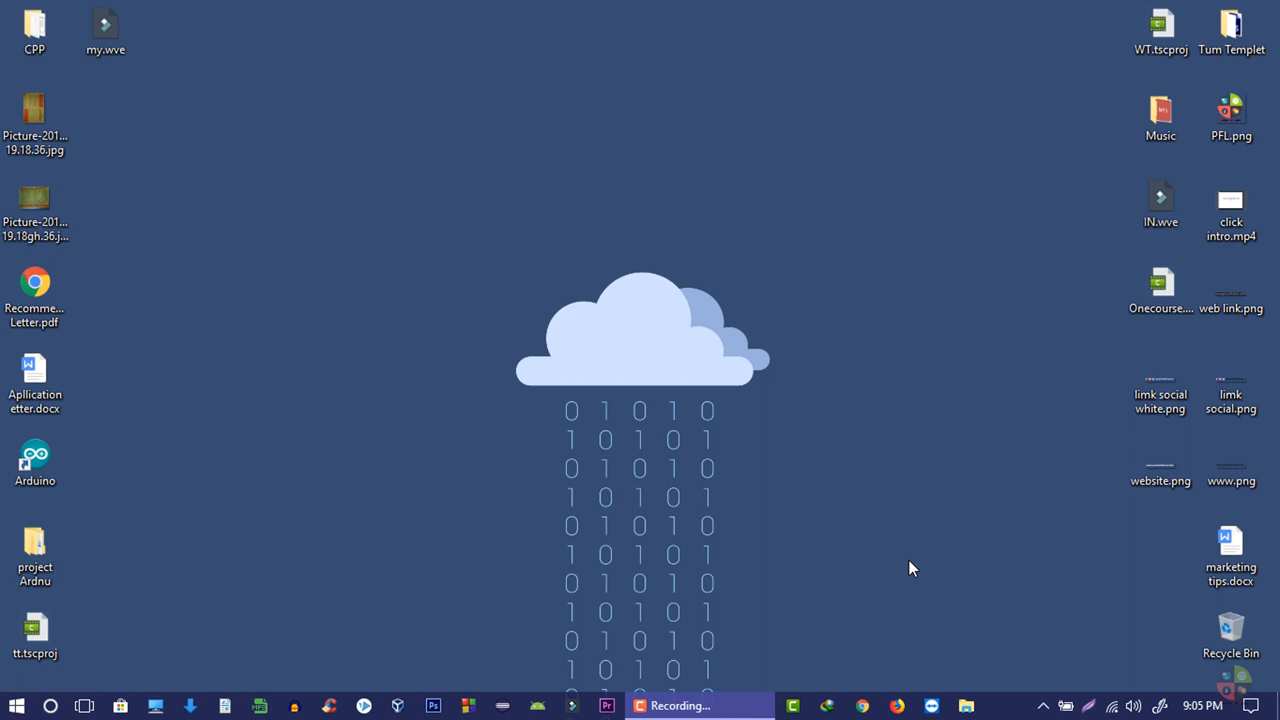 CPP
my.wve
WT.tscproj
Tum Templet
Picture-201...
19.18.36.jpg
Music
PFL.png
Picture-201...
19.18gh.36.j...
IN.wve
click
intro.mp4
Recomme...
Letter.pdf
Onecourse....
web link.png
Apllication
etter.docx
limk social
white.png
limk
social.png
Arduino
website.png
www.png
project
Ardnu
marketing
tips.docx
tt.tscproj
Recycle Bin
0 1 0 1 0
1 0 1 0 1
0 1 0 1 0
1 0 1 0 1
0 1 0 1 0
1 0 1 0 1
0 1 0 1 0
1 0 1 0 1
0 1 0 1 0
1 0 1 0 1
Ps
Pr
Recording...
9:05 PM